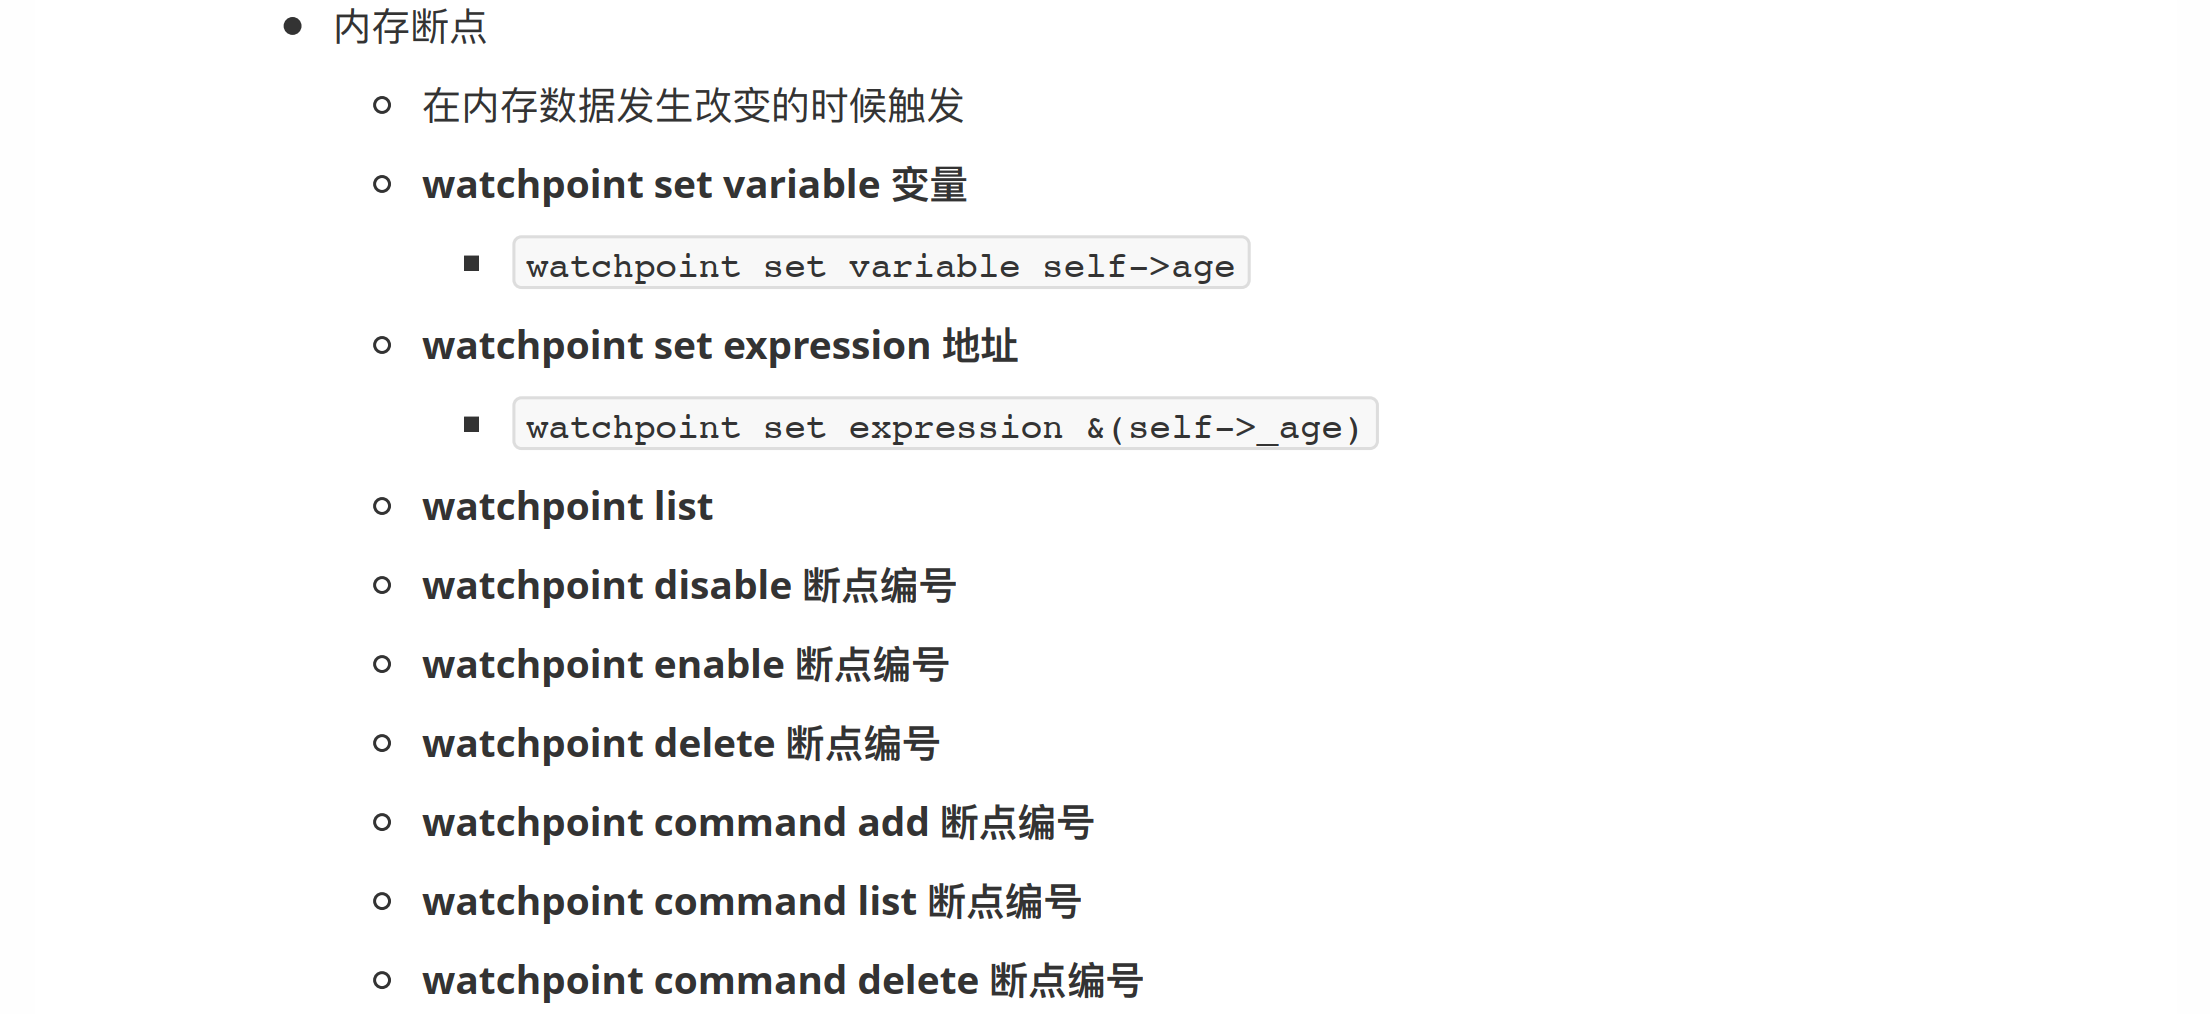 内存断点
在内存数据发生改变的时候触发
watchpoint set variable 变量
watchpoint set variable self->age
watchpoint set expression 地址
watchpoint set expression &(self->_age)
watchpoint list
watchpoint disable 断点编号
watchpoint enable 断点编号
watchpoint delete 断点编号
watchpoint command add 断点编号
watchpoint command list 断点编号
watchpoint command delete 断点编号